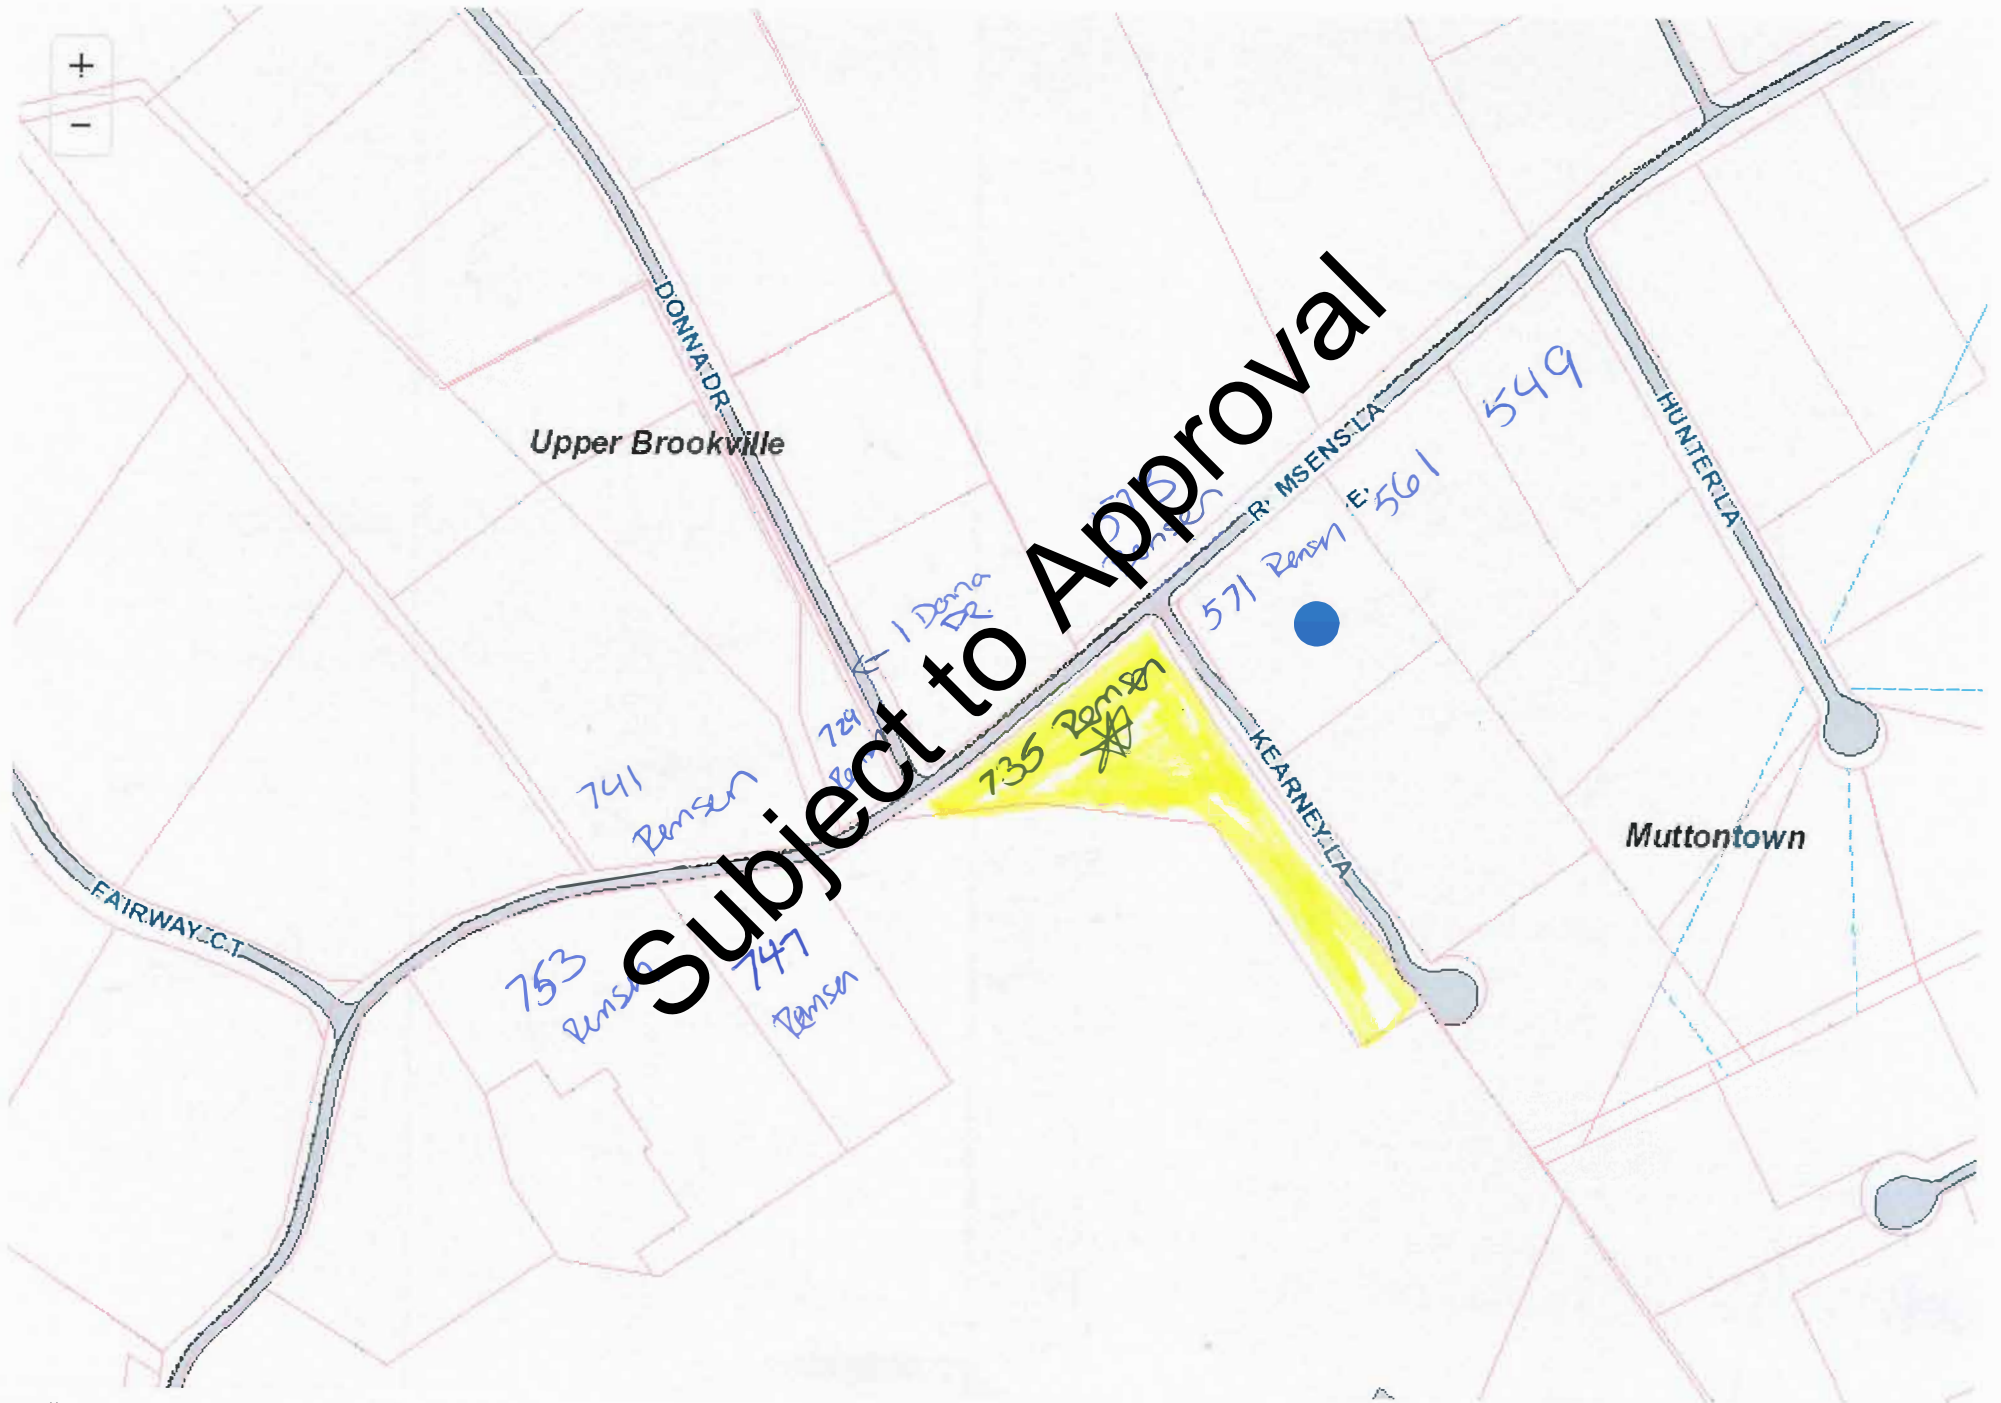 +
−
DONNA DR
Upper Brookville
Subject to Approval
549
HUNTER LA
R MSENS LA
E
561
571 Remsen
1 Donna
DR.
729
735 Remsen
KEARNEY LA
741
Remsen
Muttontown
FAIRWAY CT
753
Remsen
747
Remsen